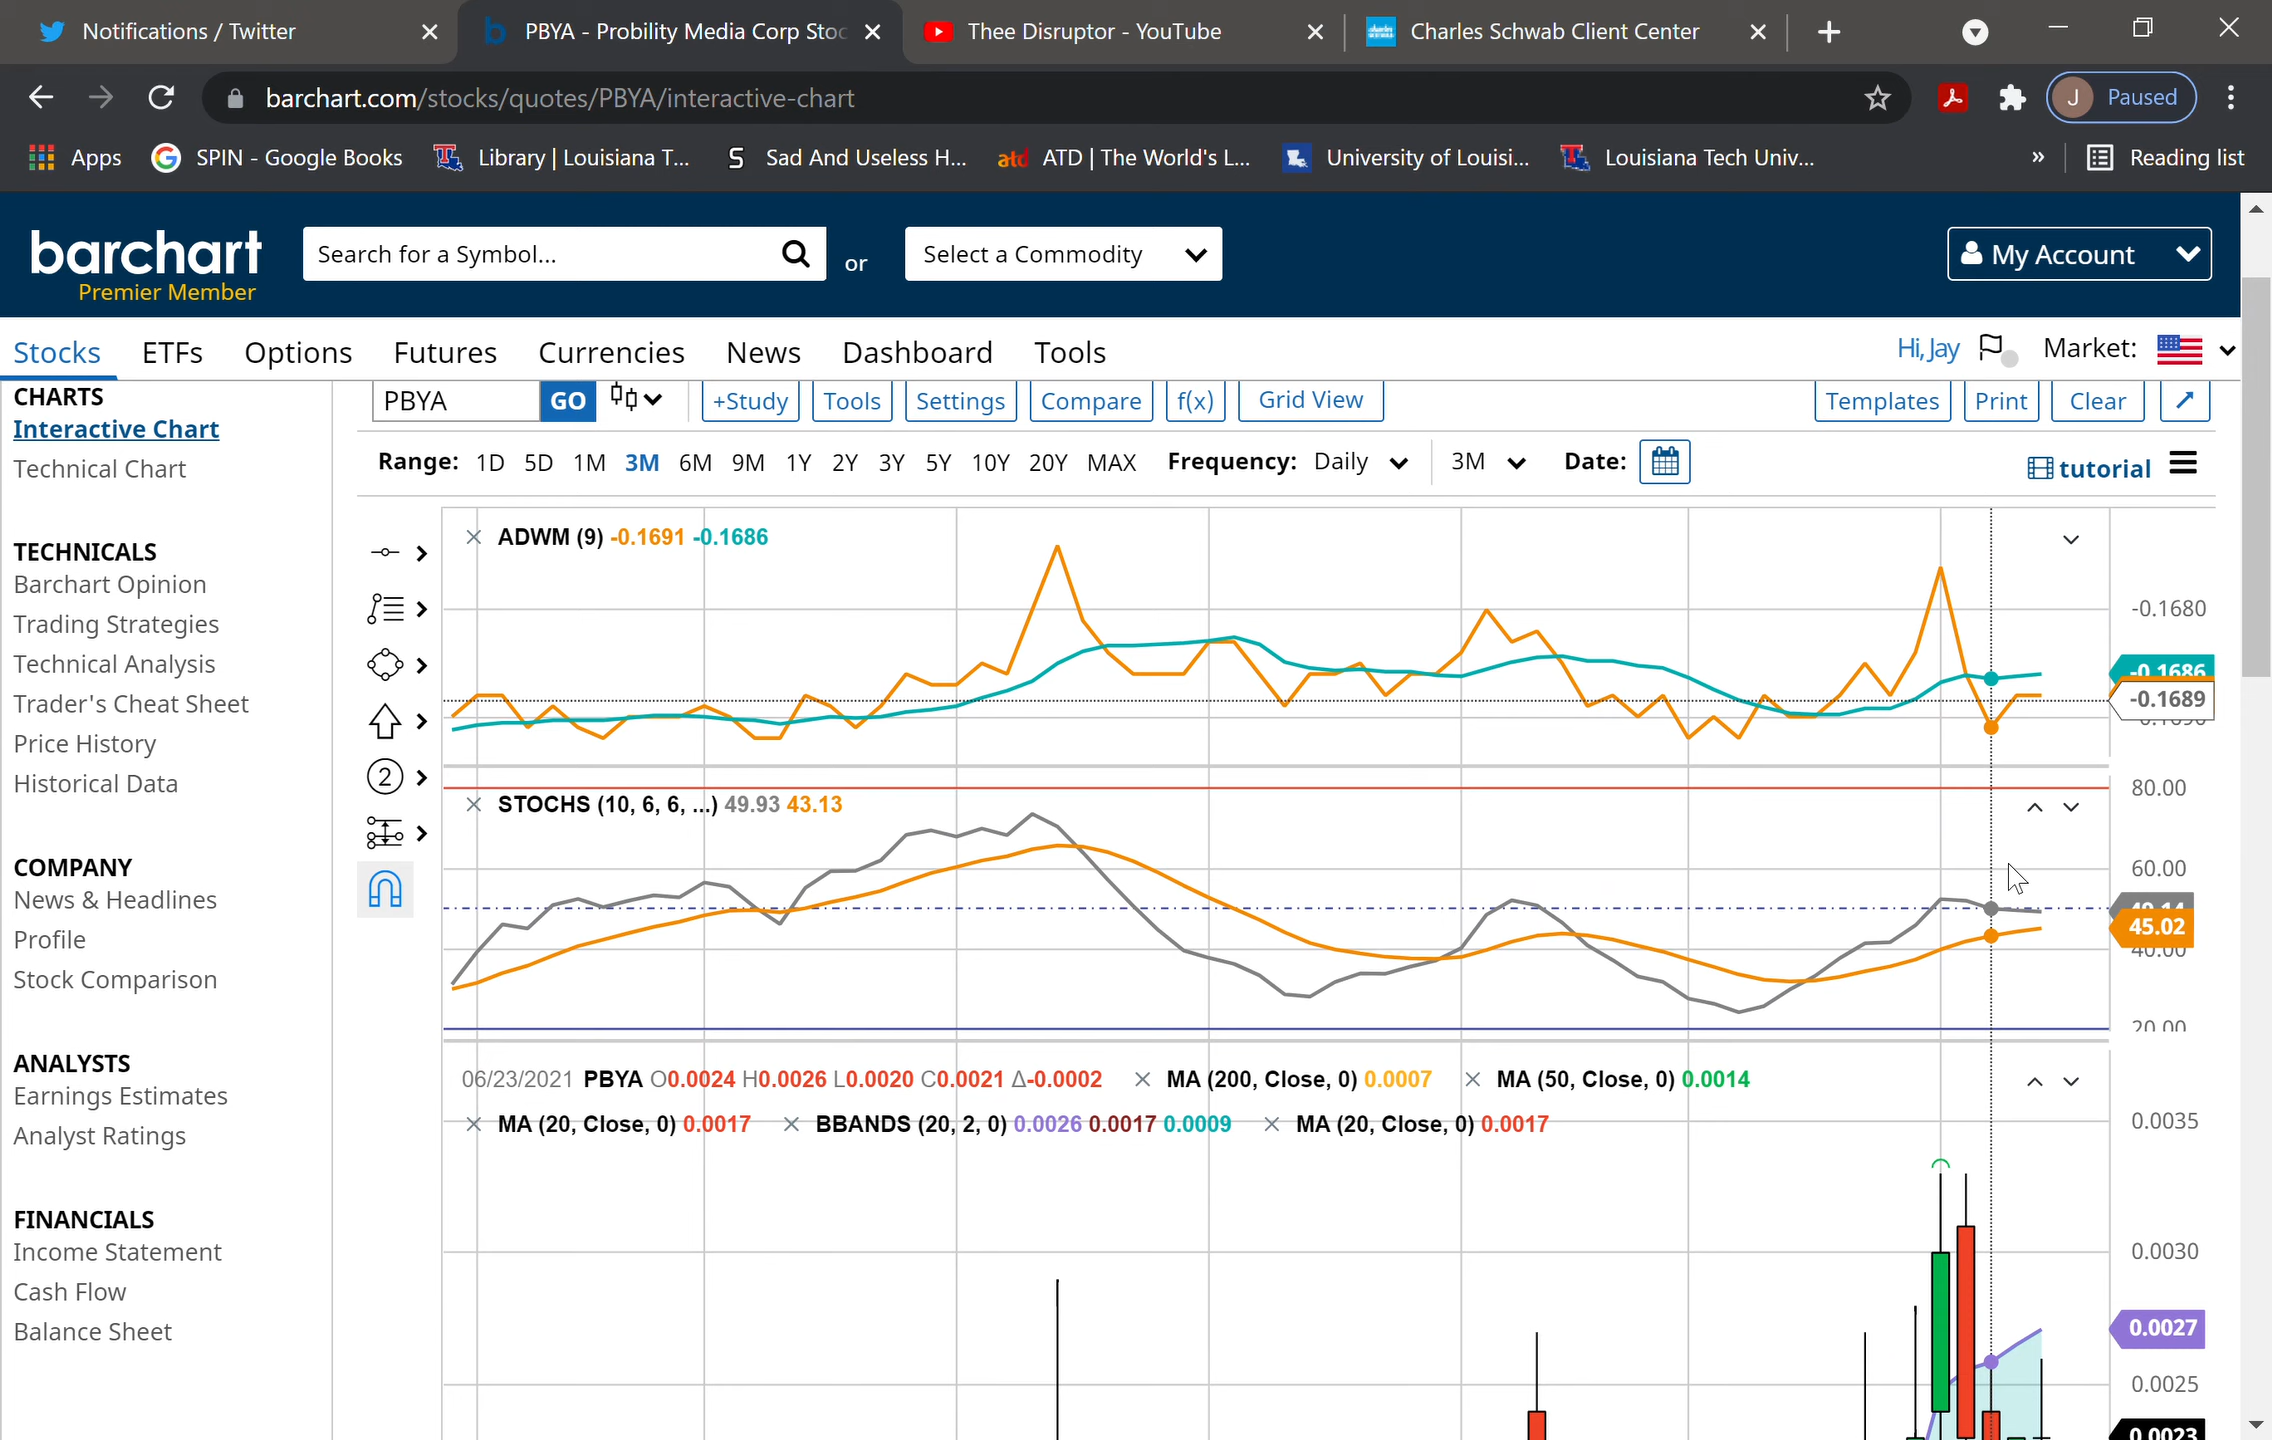 Notifications / Twitter
PBYA - Probility Media Corp Stoc
Thee Disruptor - YouTube
Charles Schwab Client Center
barchart.com/stocks/quotes/PBYA/interactive-chart
J Paused
Apps
SPIN - Google Books
Library | Louisiana T...
Sad And Useless H...
ATD | The World's L...
University of Louisi...
Louisiana Tech Univ...
»
Reading list
barchart
Premier Member
Search for a Symbol...
or
Select a Commodity
My Account
Stocks ETFs Options Futures Currencies News Dashboard Tools
Hi, Jay
Market:
CHARTS
Interactive Chart
Technical Chart
TECHNICALS
Barchart Opinion
Trading Strategies
Technical Analysis
Trader's Cheat Sheet
Price History
Historical Data
COMPANY
News & Headlines
Profile
Stock Comparison
ANALYSTS
Earnings Estimates
Analyst Ratings
FINANCIALS
Income Statement
Cash Flow
Balance Sheet
PBYA GO +Study Tools Settings Compare f(x) Grid View Templates Print Clear
Range: 1D 5D 1M 3M 6M 9M 1Y 2Y 3Y 5Y 10Y 20Y MAX Frequency: Daily 3M Date: tutorial
2
ADWM (9) -0.1691 -0.1686
-0.1680
-0.1686
-0.1689
STOCHS (10, 6, 6, ...) 49.93 43.13
80.00
60.00
49.14
45.02
40.00
20.00
06/23/2021 PBYA O0.0024 H0.0026 L0.0020 C0.0021 Δ-0.0002 MA (200, Close, 0) 0.0007 MA (50, Close, 0) 0.0014
MA (20, Close, 0) 0.0017 BBANDS (20, 2, 0) 0.0026 0.0017 0.0009 MA (20, Close, 0) 0.0017
0.0035
0.0030
0.0027
0.0025
0.0023